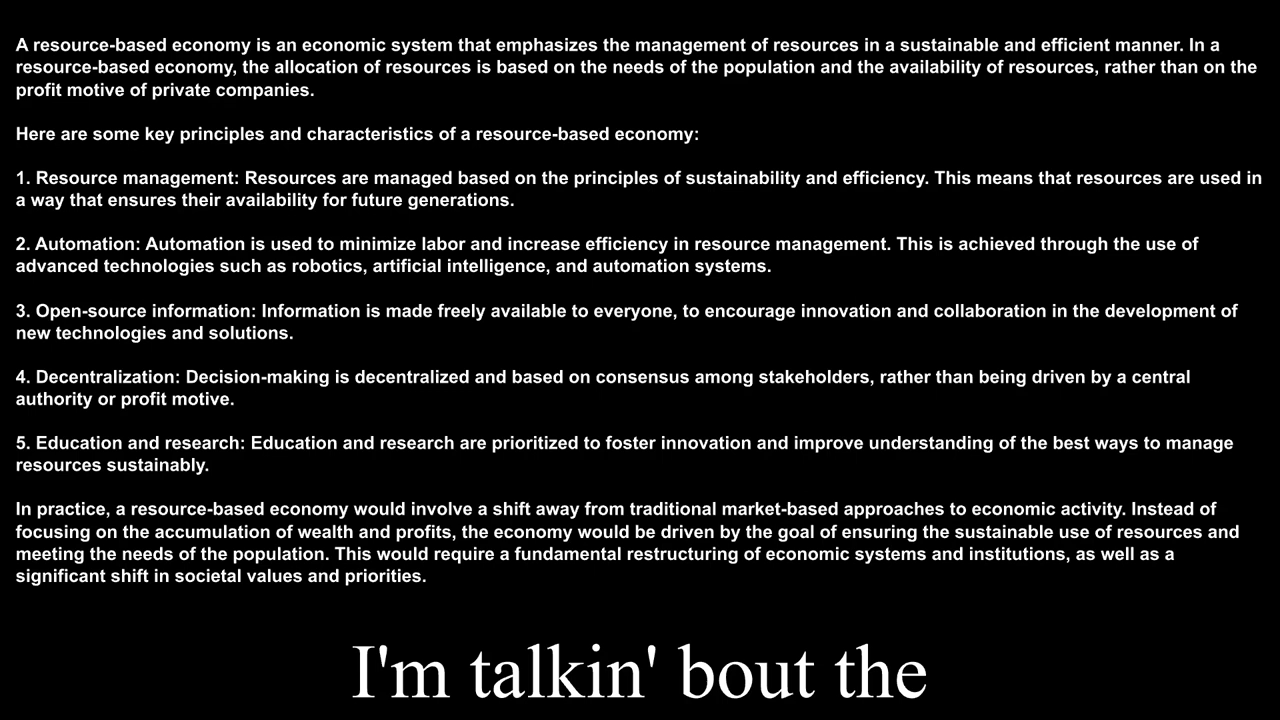 A resource-based economy is an economic system that emphasizes the management of resources in a sustainable and efficient manner. In a
resource-based economy, the allocation of resources is based on the needs of the population and the availability of resources, rather than on the
profit motive of private companies.
Here are some key principles and characteristics of a resource-based economy:
1. Resource management: Resources are managed based on the principles of sustainability and efficiency. This means that resources are used in
a way that ensures their availability for future generations.
2. Automation: Automation is used to minimize labor and increase efficiency in resource management. This is achieved through the use of
advanced technologies such as robotics, artificial intelligence, and automation systems.
3. Open-source information: Information is made freely available to everyone, to encourage innovation and collaboration in the development of
new technologies and solutions.
4. Decentralization: Decision-making is decentralized and based on consensus among stakeholders, rather than being driven by a central
authority or profit motive.
5. Education and research: Education and research are prioritized to foster innovation and improve understanding of the best ways to manage
resources sustainably.
In practice, a resource-based economy would involve a shift away from traditional market-based approaches to economic activity. Instead of
focusing on the accumulation of wealth and profits, the economy would be driven by the goal of ensuring the sustainable use of resources and
meeting the needs of the population. This would require a fundamental restructuring of economic systems and institutions, as well as a
significant shift in societal values and priorities.
I'm talkin' bout the